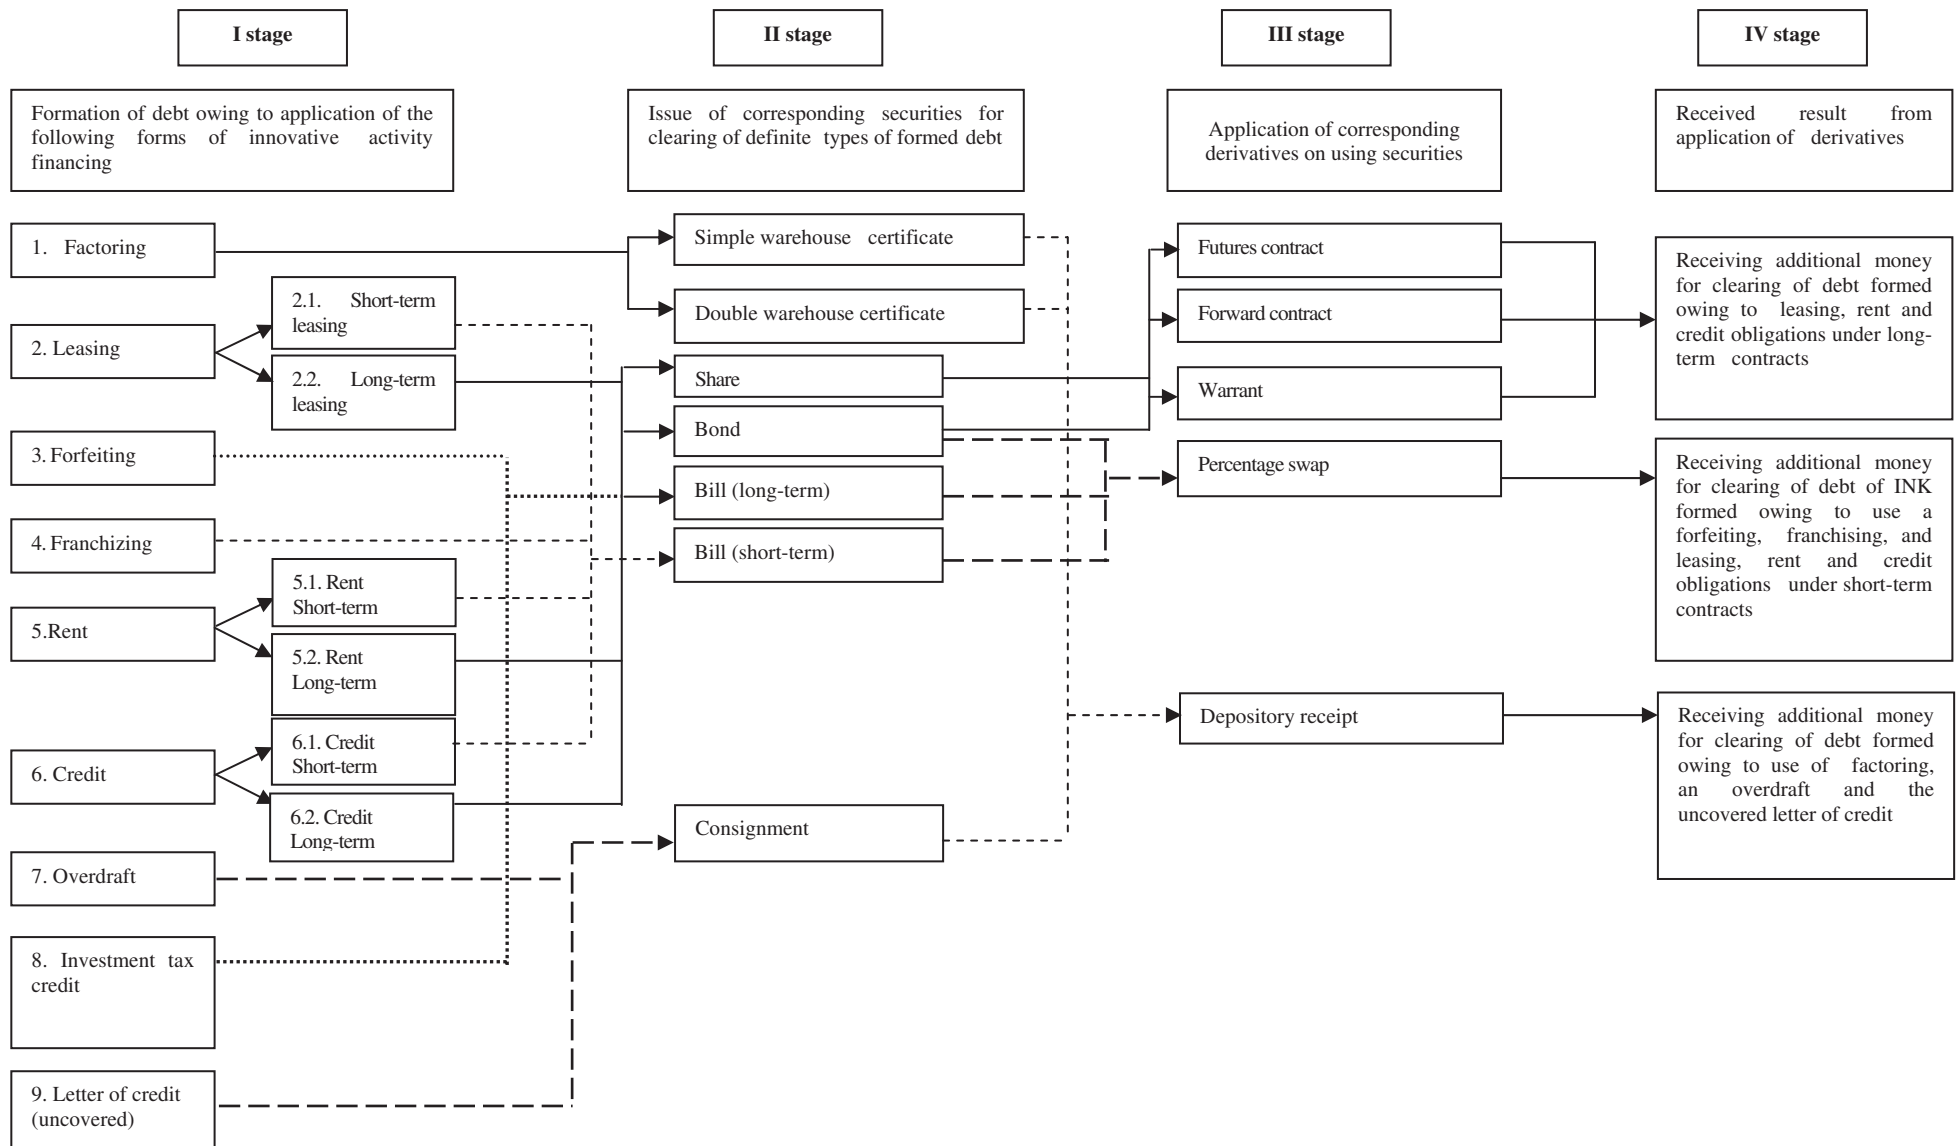 I stage
II stage
III stage
IV stage
Formation of debt owing to application of the
following forms of innovative activity
financing
Issue of corresponding securities for
clearing of definite types of formed debt
Application of corresponding
derivatives on using securities
Received result from
application of derivatives
1. Factoring
2. Leasing
2.1. Short-term
leasing
2.2. Long-term
leasing
3. Forfeiting
4. Franchizing
5.Rent
5.1. Rent
Short-term
5.2. Rent
Long-term
6. Credit
6.1. Credit
Short-term
6.2. Credit
Long-term
7. Overdraft
8. Investment tax
credit
9. Letter of credit
(uncovered)
Simple warehouse certificate
Double warehouse certificate
Share
Bond
Bill (long-term)
Bill (short-term)
Consignment
Futures contract
Forward contract
Warrant
Percentage swap
Depository receipt
Receiving additional money
for clearing of debt formed
owing to leasing, rent and
credit obligations under long-
term contracts
Receiving additional money
for clearing of debt of INK
formed owing to use a
forfeiting, franchising, and
leasing, rent and credit
obligations under short-term
contracts
Receiving additional money
for clearing of debt formed
owing to use of factoring,
an overdraft and the
uncovered letter of credit